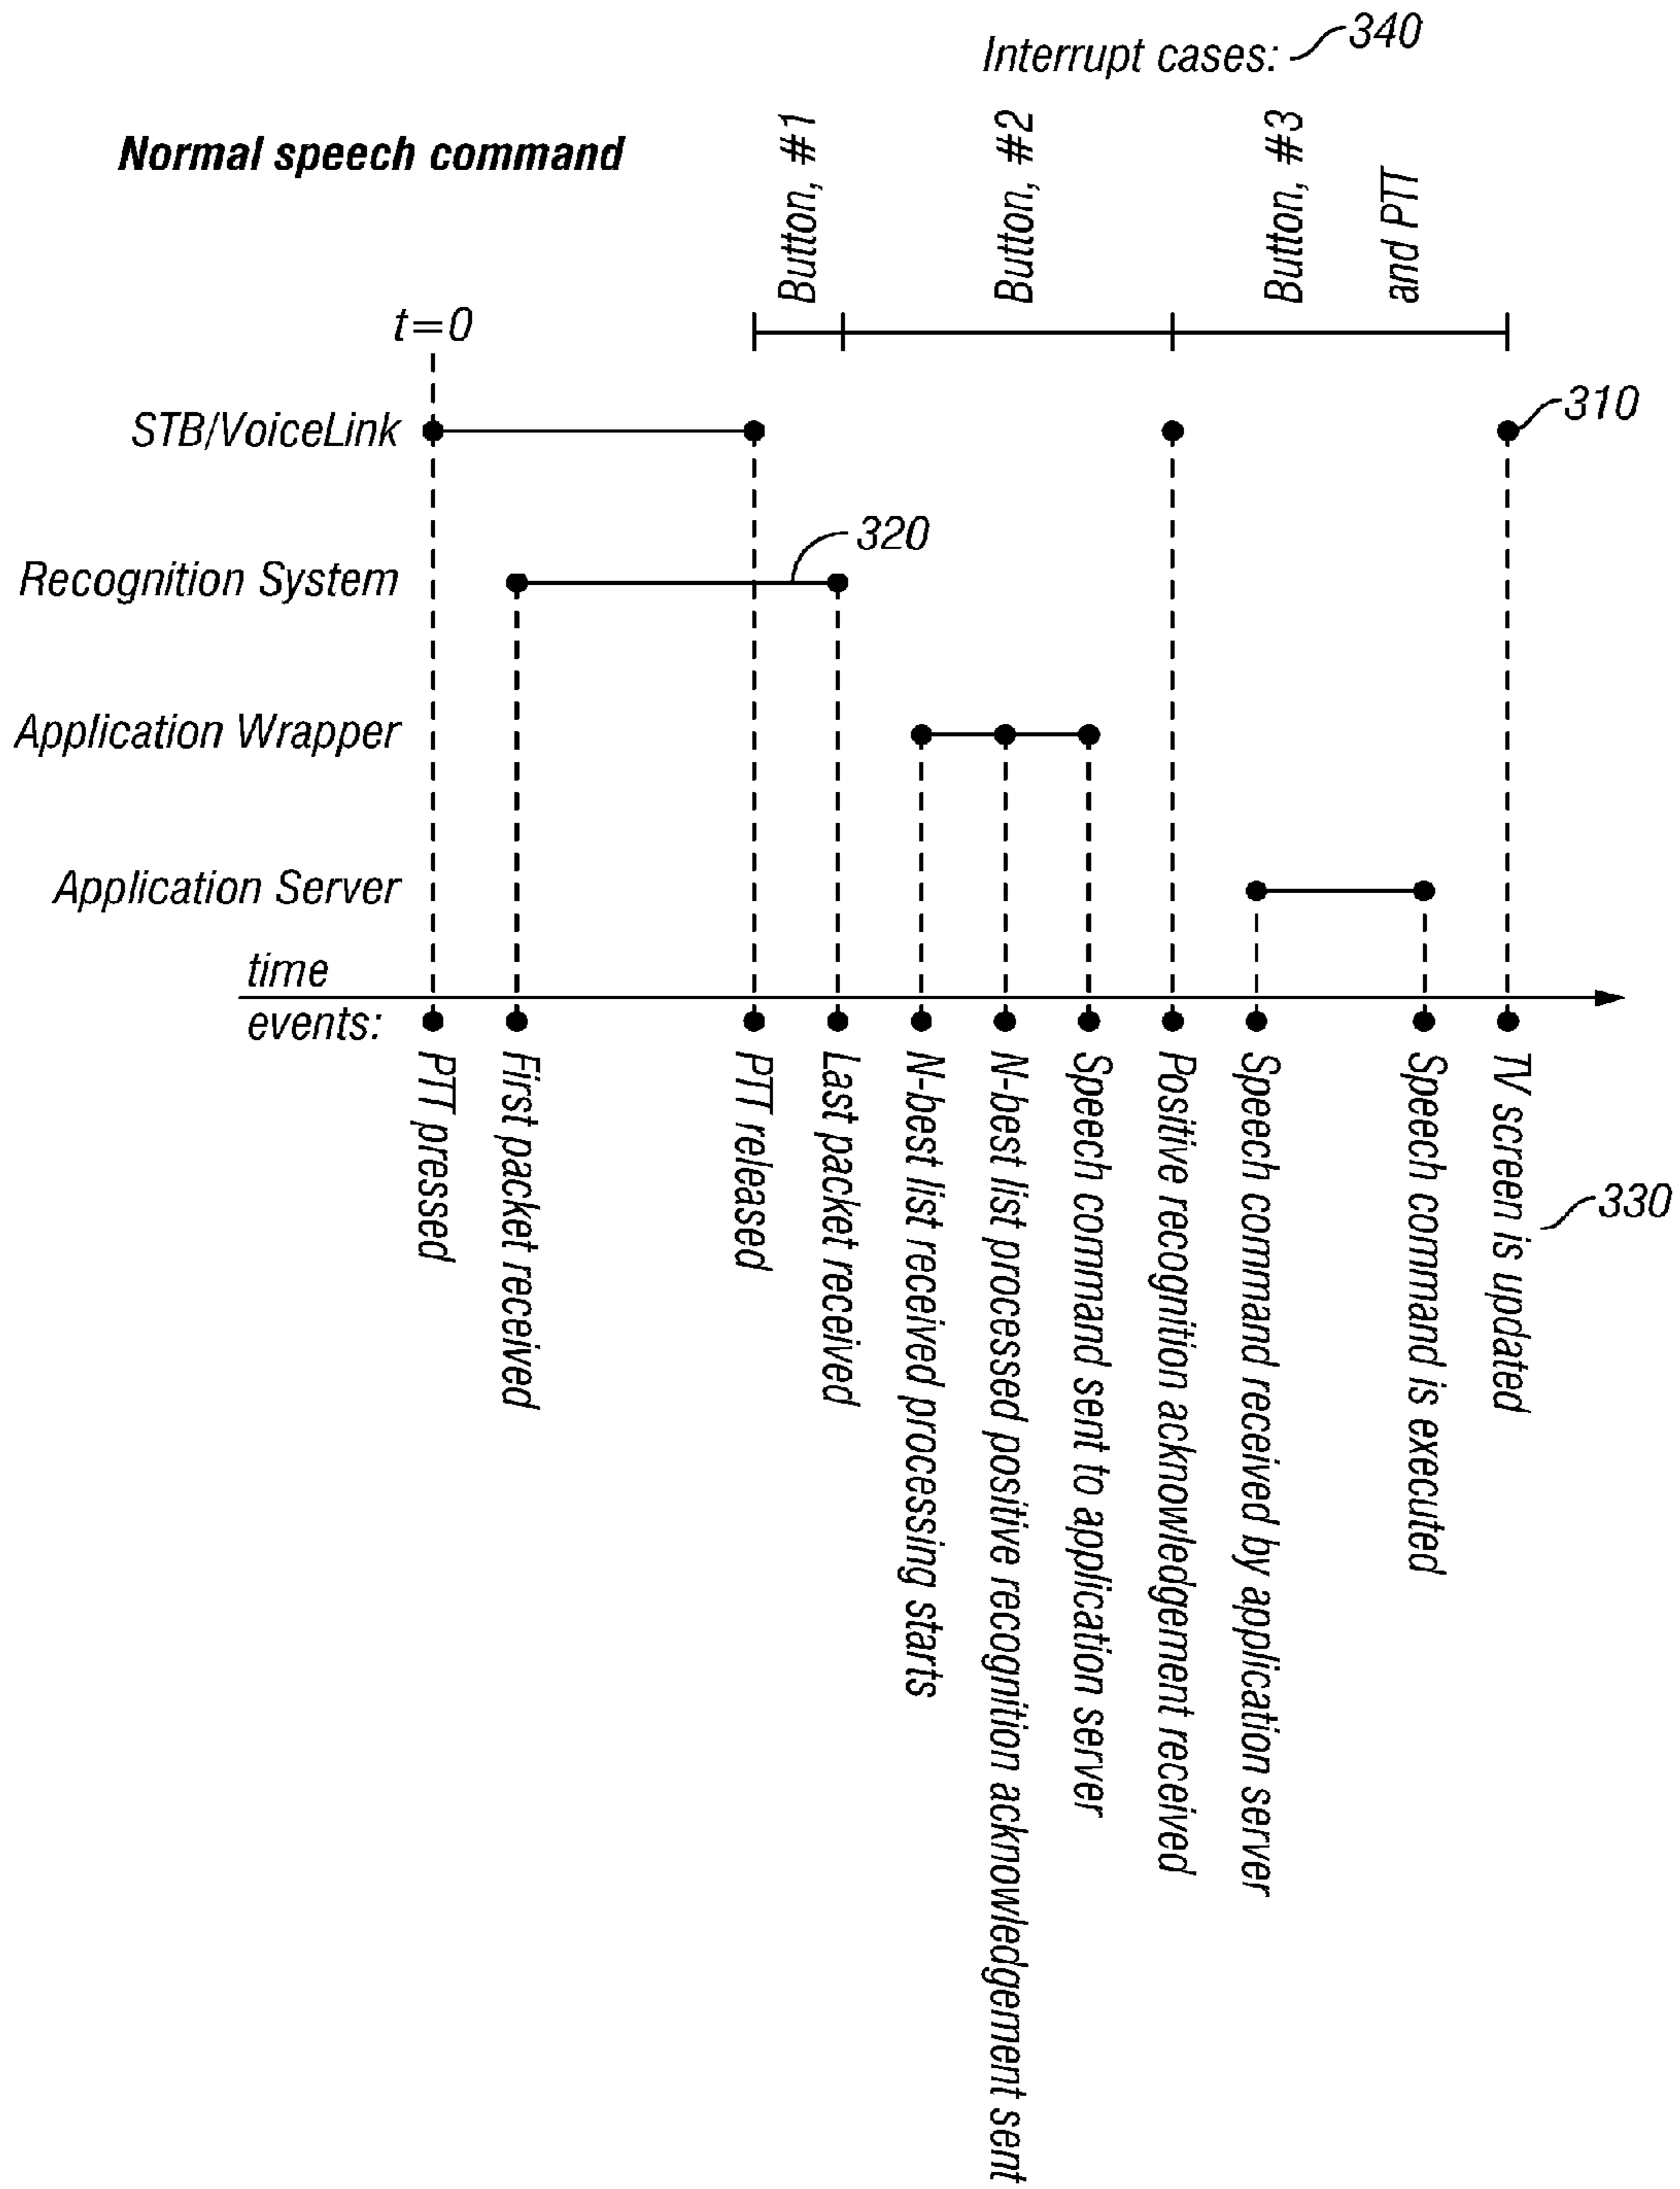 Interrupt cases: 340
Normal speech command
Button, #1
Button, #2
Button, #3
and PTT
t=0
STB/VoiceLink
310
Recognition System
320
Application Wrapper
Application Server
time
events:
PTT pressed
First packet received
PTT released
Last packet received
N-best list received processing starts
N-best list processed positive recognition acknowledgement sent
Speech command sent to application server
Positive recognition acknowledgement received
Speech command received by application server
Speech command is executed
TV screen is updated
330